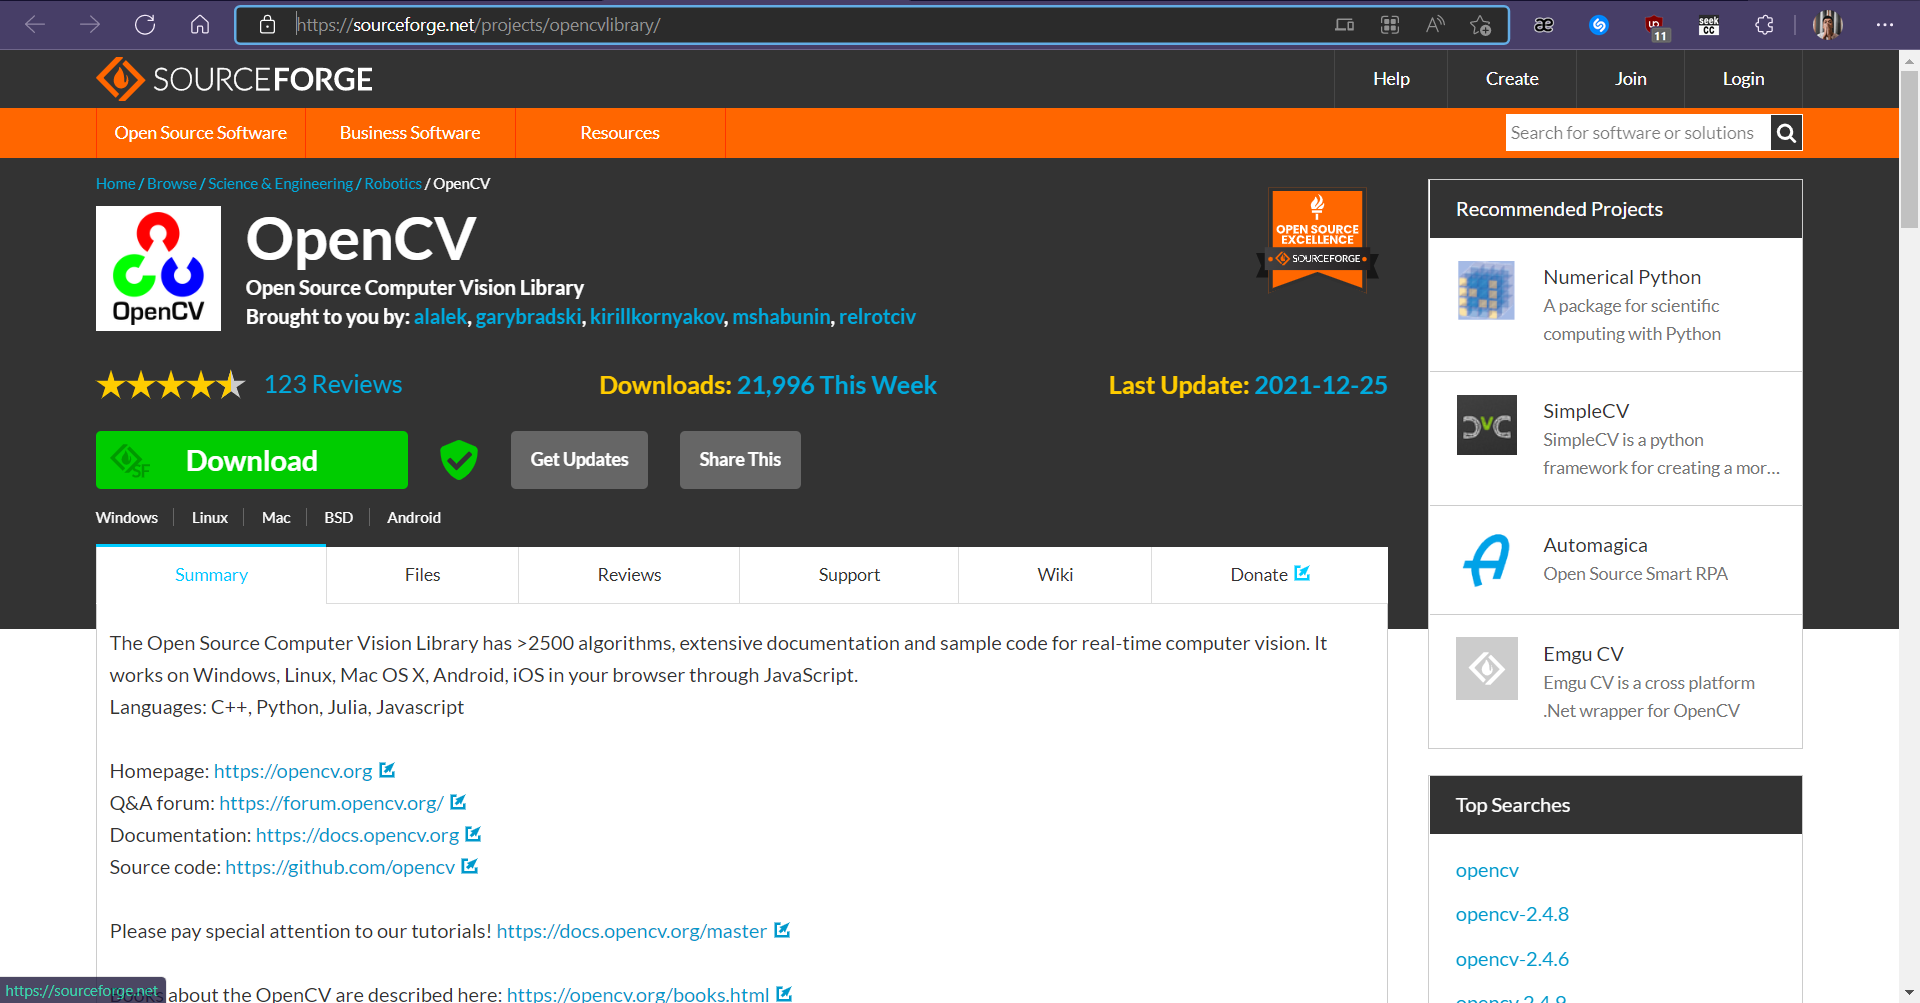 https://sourceforge.net/projects/opencvlibrary/
11
seek
CC
SOURCEFORGE
Help
Create
Join
Login
Open Source Software
Business Software
Resources
Search for software or solutions
Home / Browse / Science & Engineering / Robotics / OpenCV
OpenCV
OpenCV
Open Source Computer Vision Library
Brought to you by: alalek, garybradski, kirillkornyakov, mshabunin, relrotciv
OPEN SOURCE
EXCELLENCE
SOURCEFORGE
123 Reviews
Downloads: 21,996 This Week
Last Update: 2021-12-25
SF
Download
Get Updates
Share This
Windows
Linux
Mac
BSD
Android
Summary
Files
Reviews
Support
Wiki
Donate
The Open Source Computer Vision Library has >2500 algorithms, extensive documentation and sample code for real-time computer vision. It
works on Windows, Linux, Mac OS X, Android, iOS in your browser through JavaScript.
Languages: C++, Python, Julia, Javascript
Homepage: https://opencv.org
Q&A forum: https://forum.opencv.org/
Documentation: https://docs.opencv.org
Source code: https://github.com/opencv
Please pay special attention to our tutorials! https://docs.opencv.org/master
about the OpenCV are described here: https://opencv.org/books.html
https://sourceforge.net
Recommended Projects
Numerical Python
A package for scientific
computing with Python
SimpleCV
SimpleCV is a python
framework for creating a mor...
Automagica
Open Source Smart RPA
Emgu CV
Emgu CV is a cross platform
.Net wrapper for OpenCV
Top Searches
opencv
opencv-2.4.8
opencv-2.4.6
opencv-2.4.9